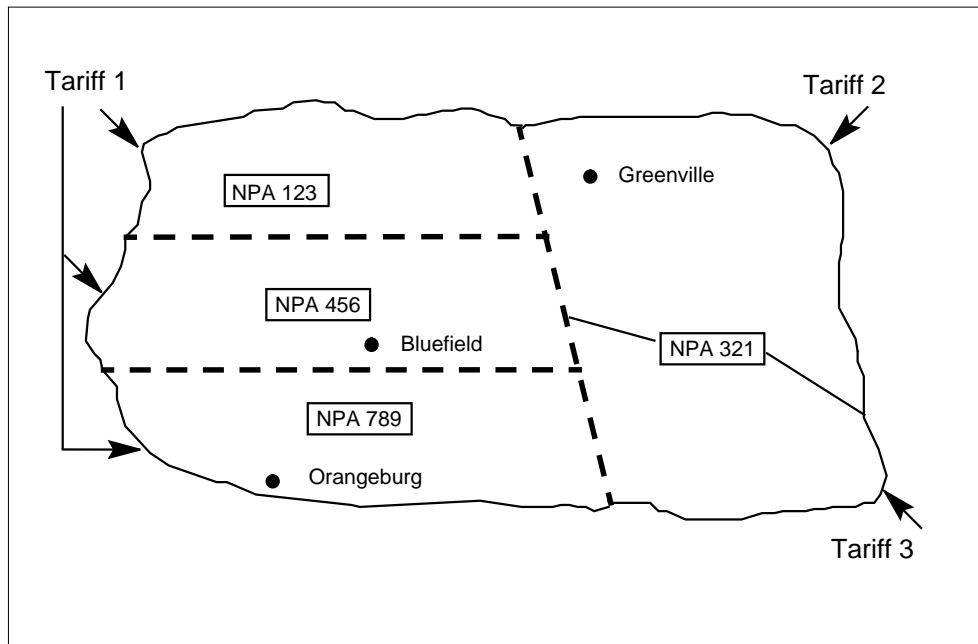 Tariff 1
Tariff 2
Greenville
NPA 123
NPA 456
Bluefield
NPA 321
NPA 789
Orangeburg
Tariff 3